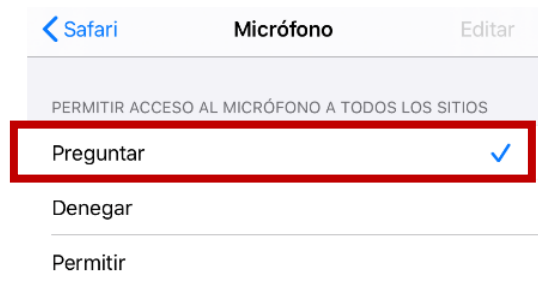 Safari Micrófono Editar
PERMITIR ACCESO AL MICRÓFONO A TODOS LOS SITIOS
Preguntar
Denegar
Permitir